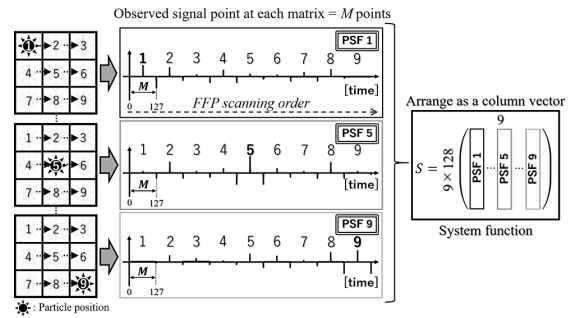 Observed signal point at each matrix = M points
1 2 3
4 5 6
7 8 9
PSF 1
1 2 3 4 5 6 7 8 9
M
[time]
0 127
FFP scanning order
1 2 3
4 5 6
7 8 9
PSF 5
1 2 3 4 5 6 7 8 9
M
[time]
0 127
1 2 3
4 5 6
7 8 9
PSF 9
1 2 3 4 5 6 7 8 9
M
[time]
0 127
: Particle position
Arrange as a column vector
9
S = 9 × 128 ( PSF 1 ... PSF 5 ... PSF 9 )
System function